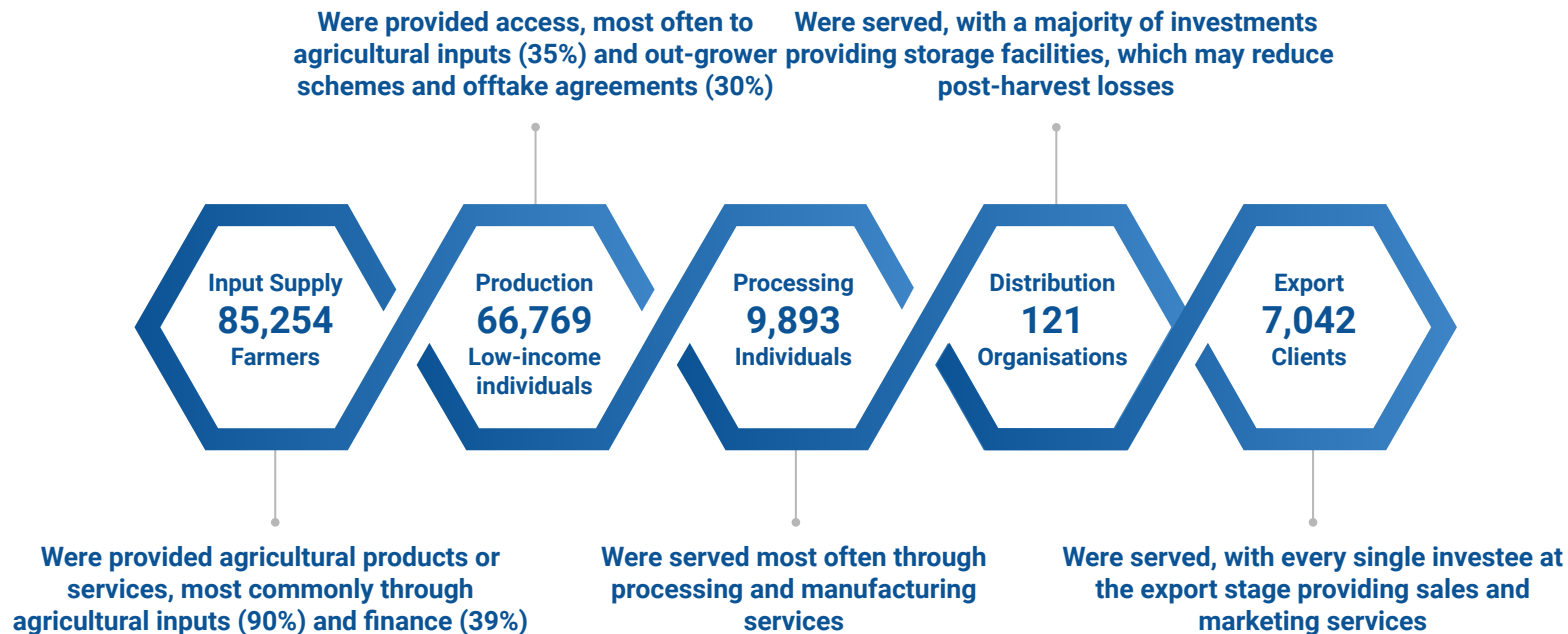 Were provided access, most often to
agricultural inputs (35%) and out-grower
schemes and offtake agreements (30%)
Were served, with a majority of investments
providing storage facilities, which may reduce
post-harvest losses
Input Supply
85,254
Farmers
Production
66,769
Low-income
individuals
Processing
9,893
Individuals
Distribution
121
Organisations
Export
7,042
Clients
Were provided agricultural products or
services, most commonly through
agricultural inputs (90%) and finance (39%)
Were served most often through
processing and manufacturing
services
Were served, with every single investee at
the export stage providing sales and
marketing services